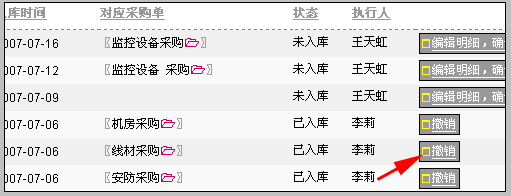 库时间 对应采购单 状态 执行人
007-07-16 〖监控设备采购〗 未入库 王天虹 编辑明细，确
007-07-12 〖监控设备 采购〗 未入库 王天虹 编辑明细，确
007-07-09 未入库 王天虹 编辑明细，确
007-07-06 〖机房采购〗 已入库 李莉 撤销
007-07-06 〖线材采购〗 已入库 李莉 撤销
007-07-06 〖安防采购〗 已入库 李莉 撤销